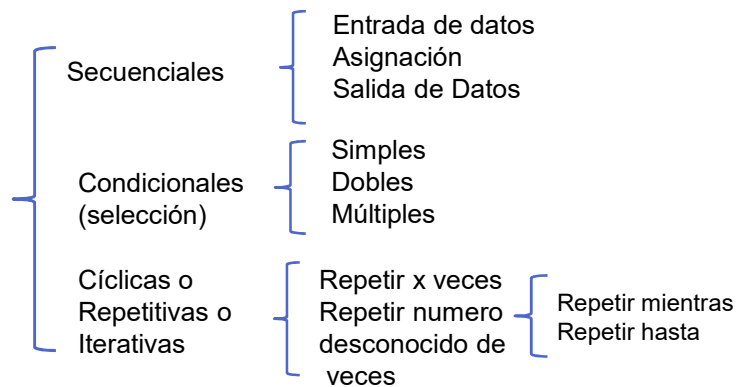 Secuenciales
Entrada de datos
Asignación
Salida de Datos
Condicionales
(selección)
Simples
Dobles
Múltiples
Cíclicas o
Repetitivas o
Iterativas
Repetir x veces
Repetir numero
desconocido de
veces
Repetir mientras
Repetir hasta